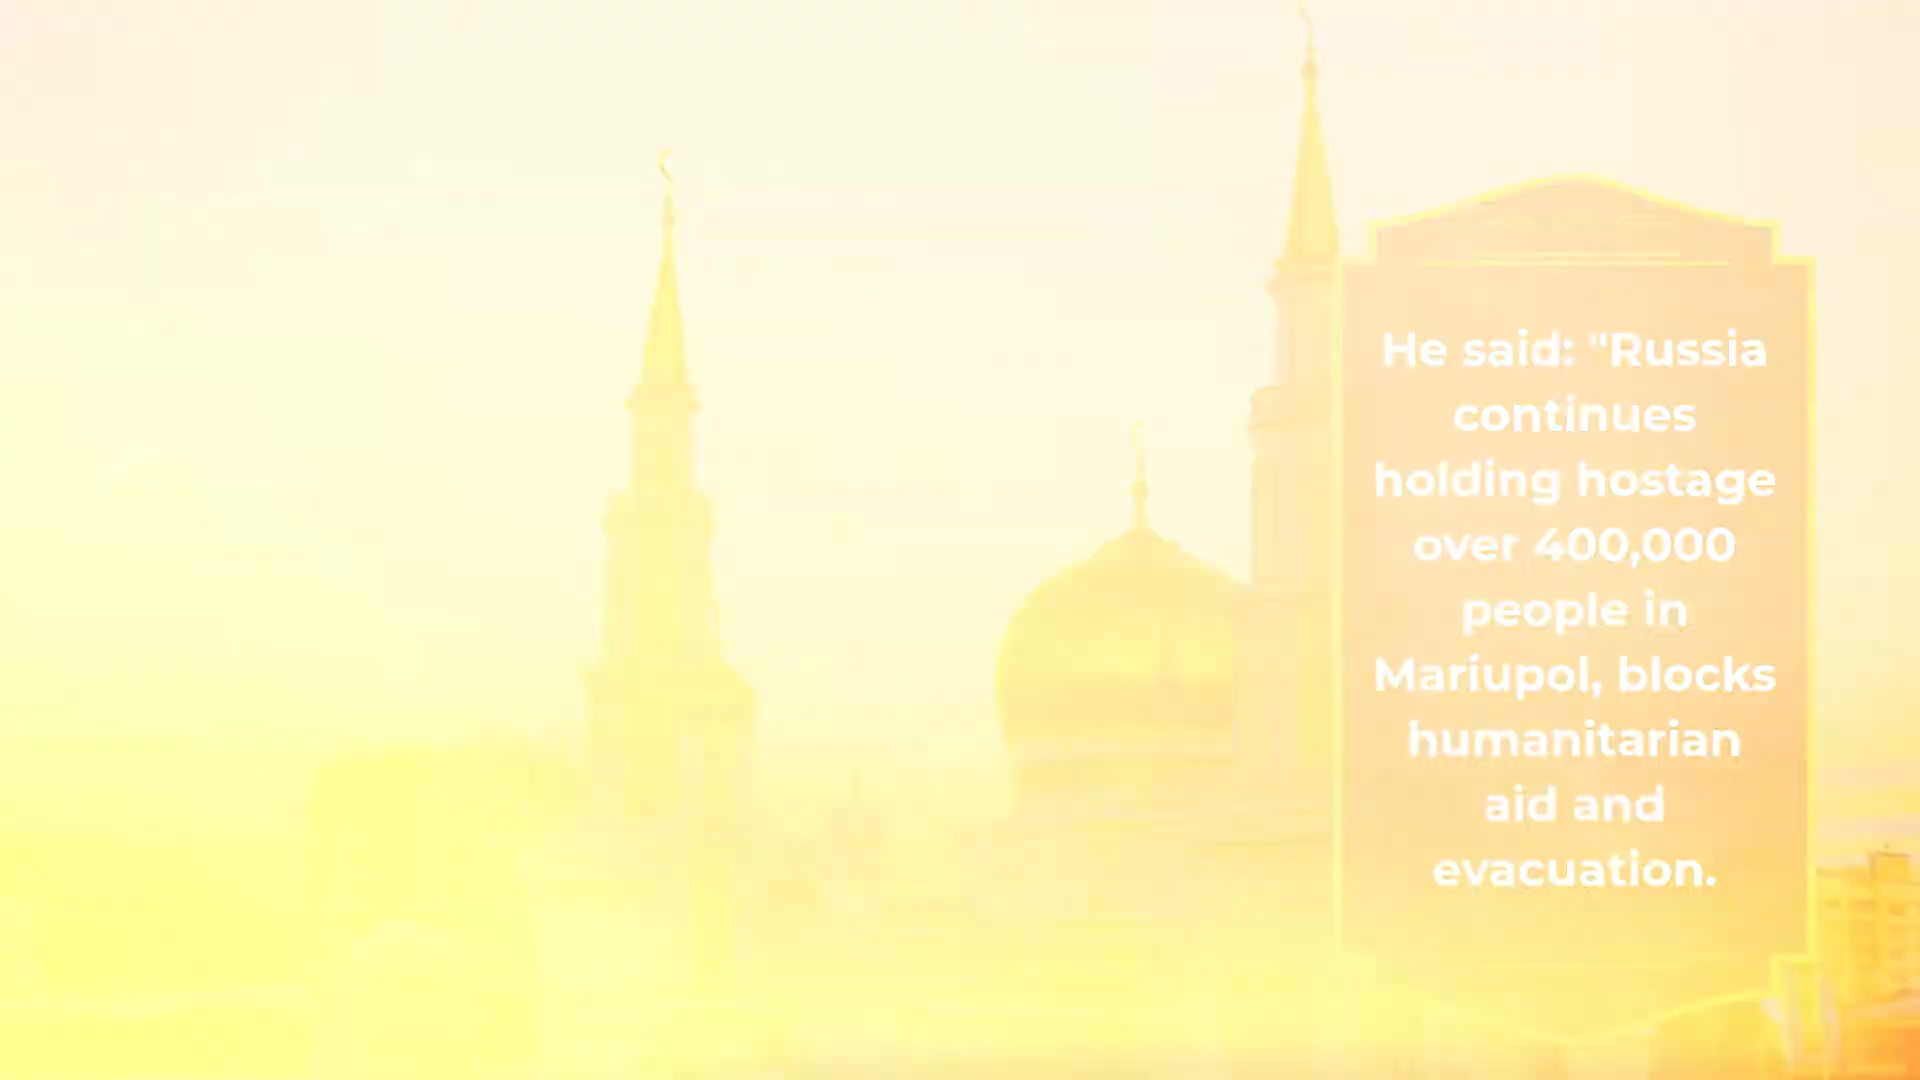 He said: "Russia
continues
holding hostage
over 400,000
people in
Mariupol, blocks
humanitarian
aid and
evacuation.